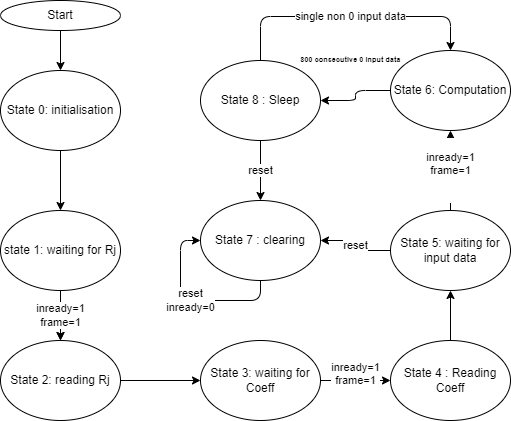 Start
single non 0 input data
800 consecutive 0 input data
State 8 : Sleep
State 6: Computation
State 0: initialisation
reset
inready=1
frame=1
state 1: waiting for Rj
State 7 : clearing
reset
State 5: waiting for
input data
reset
inready=0
inready=1
frame=1
State 2: reading Rj
State 3: waiting for
Coeff
inready=1
frame=1
State 4 : Reading
Coeff